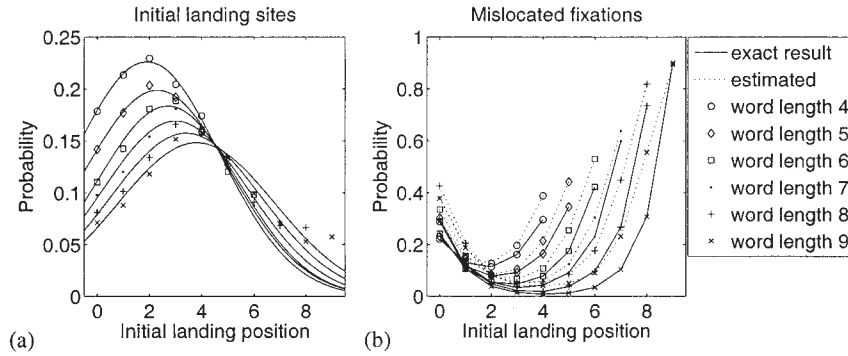 Initial landing sites
0.25
0.2
0.15
0.1
0.05
0
Probability
0 2 4 6 8
Initial landing position
(a)
Mislocated fixations
1
0.8
0.6
0.4
0.2
0
Probability
0 2 4 6 8
Initial landing position
(b)
exact result
estimated
word length 4
word length 5
word length 6
word length 7
word length 8
word length 9